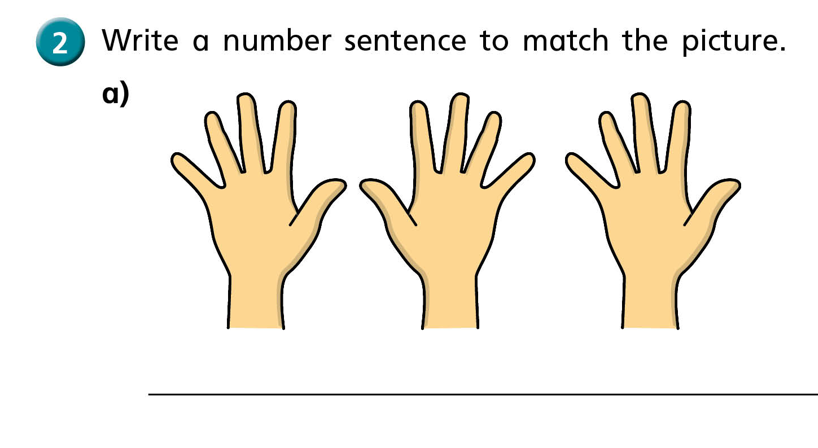 2 Write a number sentence to match the picture.
a)